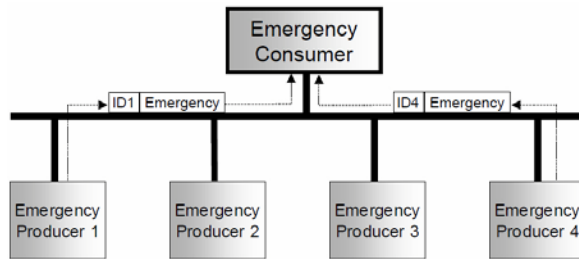 Emergency
Consumer
ID1 Emergency
ID4 Emergency
Emergency
Producer 1
Emergency
Producer 2
Emergency
Producer 3
Emergency
Producer 4